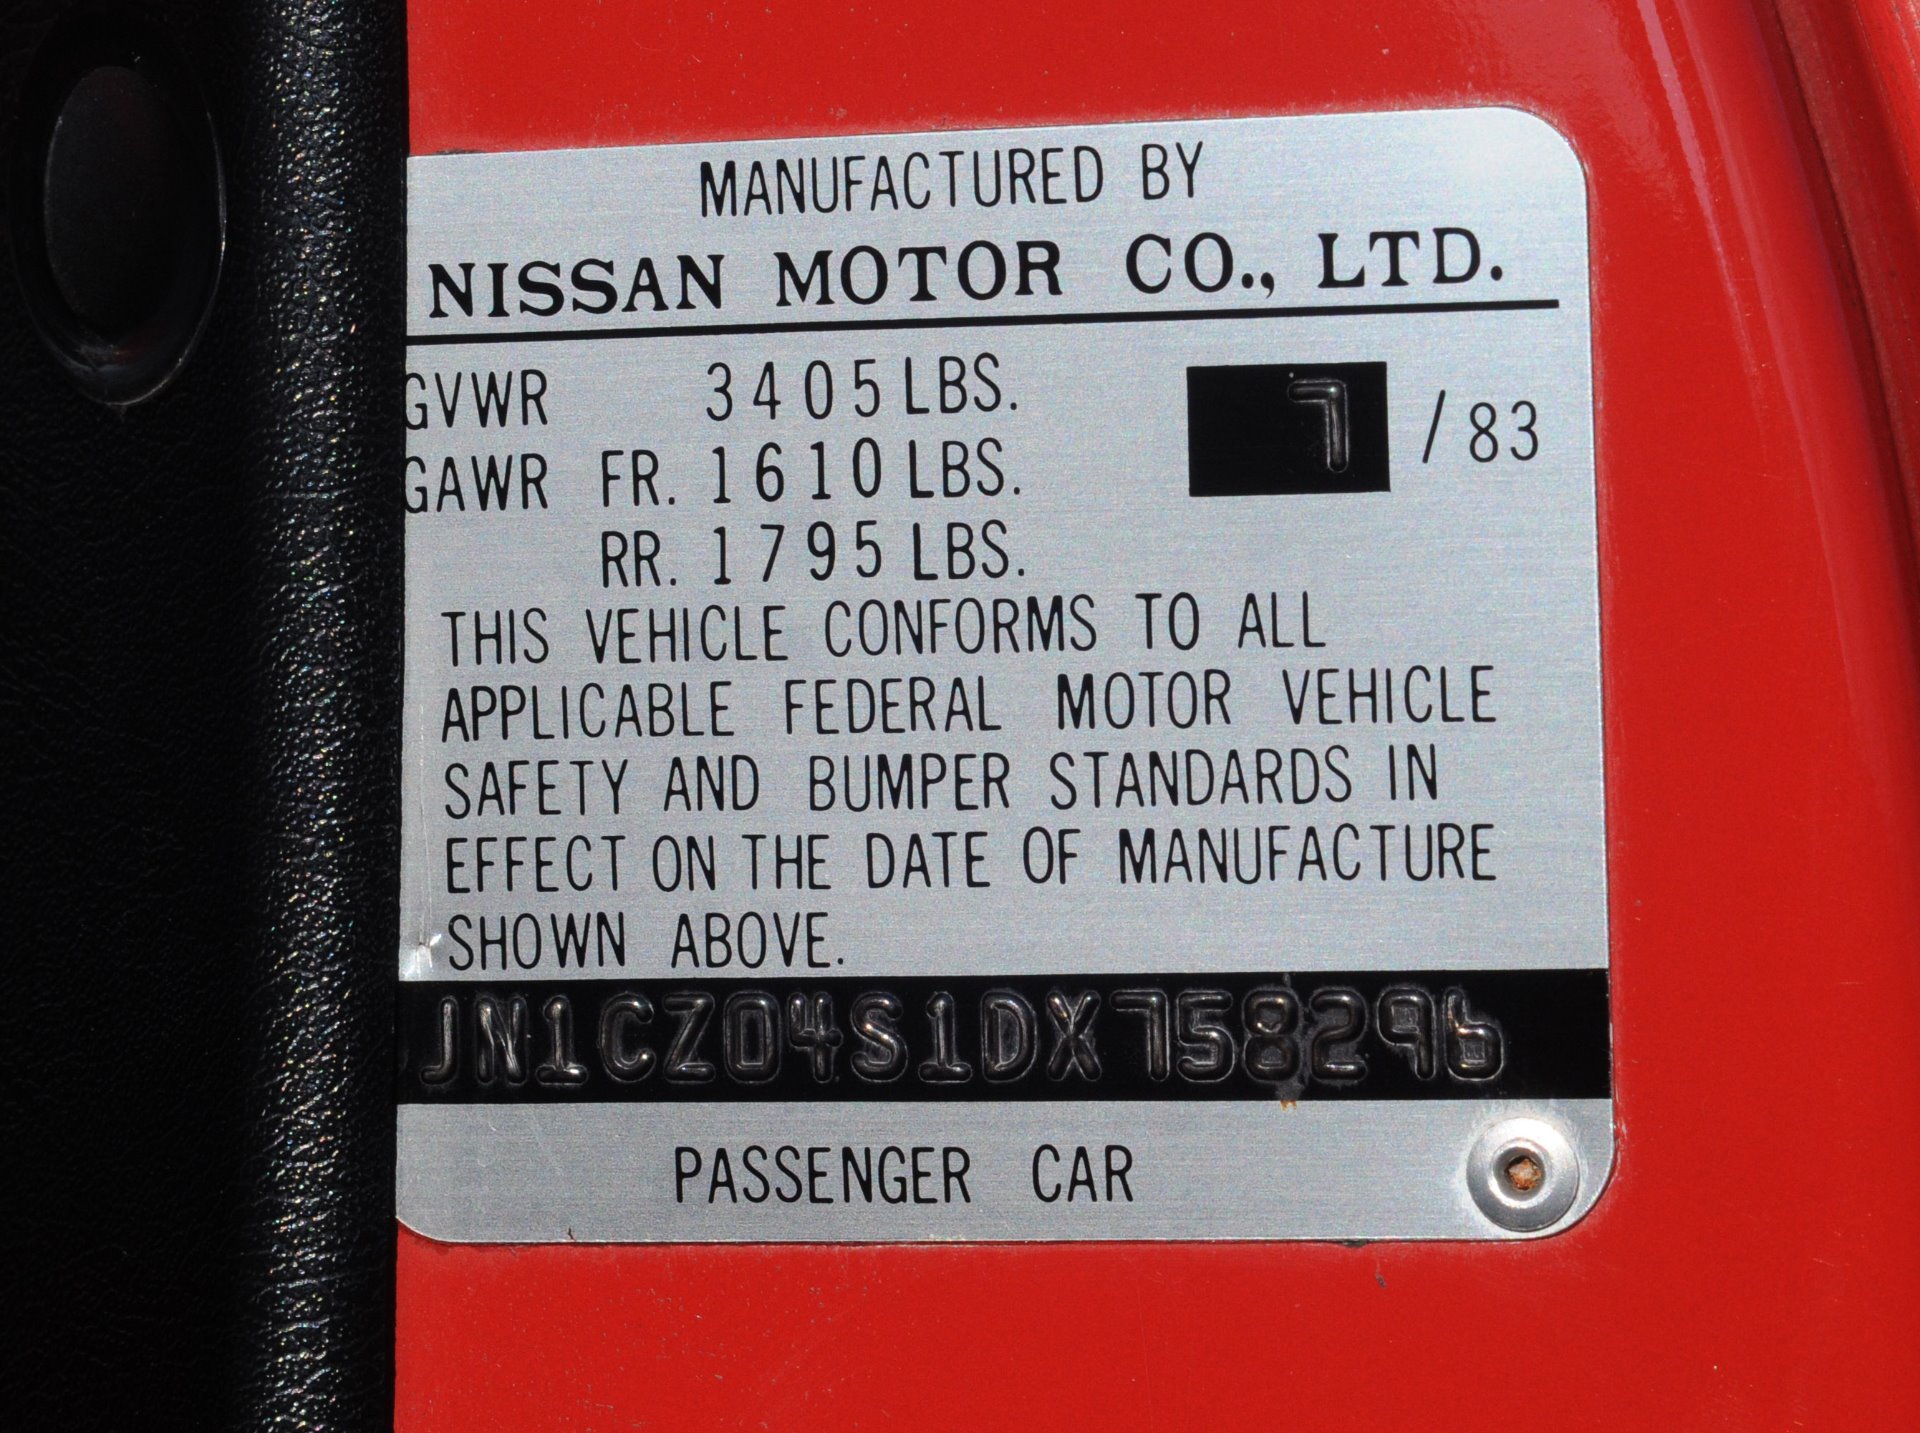 MANUFACTURED BY
NISSAN MOTOR CO., LTD.
GVWR 3405 LBS. 7 / 83
GAWR FR. 1610 LBS.
RR. 1795 LBS.
THIS VEHICLE CONFORMS TO ALL
APPLICABLE FEDERAL MOTOR VEHICLE
SAFETY AND BUMPER STANDARDS IN
EFFECT ON THE DATE OF MANUFACTURE
SHOWN ABOVE.
JN1CZ04S1DX758296
PASSENGER CAR